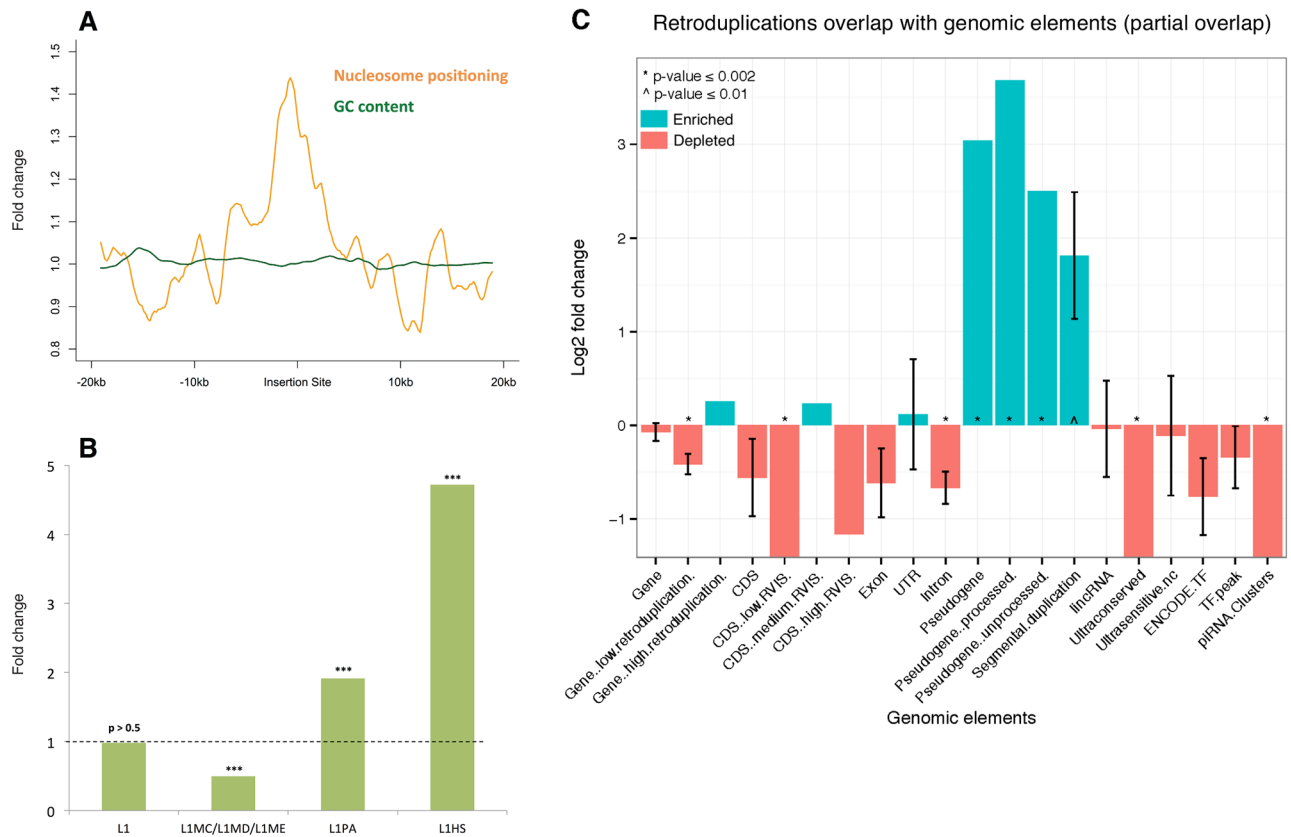 A
Nucleosome positioning
GC content
Fold change
0.8
0.9
1.0
1.1
1.2
1.3
1.4
1.5
-20kb
-10kb
Insertion Site
10kb
20kb
B
Fold change
5
4
3
2
1
0
p > 0.5
***
***
***
L1
L1MC/L1MD/L1ME
L1PA
L1HS
C
Retroduplications overlap with genomic elements (partial overlap)
* p-value ≤ 0.002
^ p-value ≤ 0.01
Enriched
Depleted
Log2 fold change
3
2
1
0
−1
*
*
*
*
*
*
^
*
*
Gene
Gene..low.retroduplication.
Gene..high.retroduplication.
CDS
CDS..low.RVIS.
CDS..medium.RVIS.
CDS..high.RVIS.
Exon
UTR
Intron
Pseudogene
Pseudogene..processed.
Pseudogene..unprocessed.
Segmental.duplication
lincRNA
Ultraconserved
Ultrasensitive.nc
ENCODE.TF
TF.peak
piRNA.Clusters
Genomic elements